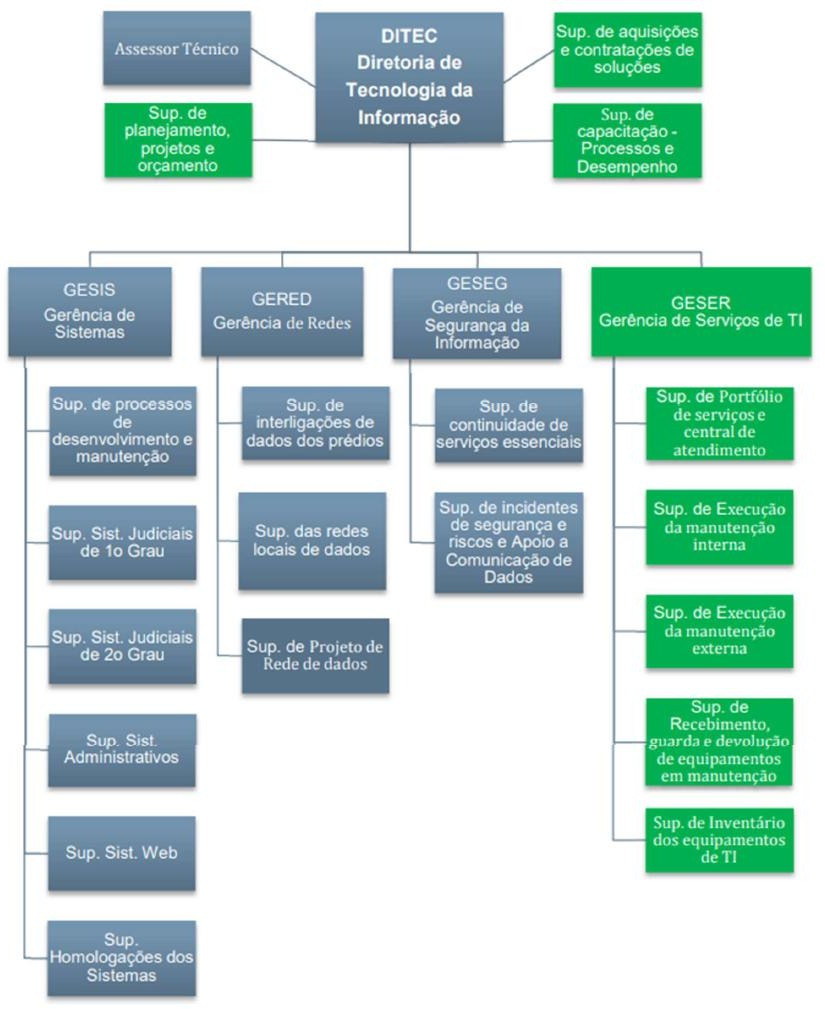 Assessor Técnico
DITEC
Diretoria de
Tecnologia da
Informação
Sup. de aquisições
e contratações de
soluções
Sup. de
planejamento,
projetos e
orçamento
Sup. de
capacitação -
Processos e
Desempenho
GESIS
Gerência de
Sistemas
GERED
Gerência de Redes
GESEG
Gerência de
Segurança da
Informação
GESER
Gerência de Serviços de TI
Sup. de processos
de
desenvolvimento e
manutenção
Sup. Sist. Judiciais
de 1o Grau
Sup. Sist. Judiciais
de 2o Grau
Sup. Sist.
Administrativos
Sup. Sist. Web
Sup.
Homologações dos
Sistemas
Sup. de
interligações de
dados dos prédios
Sup. das redes
locais de dados
Sup. de Projeto de
Rede de dados
Sup. de
continuidade de
serviços essenciais
Sup. de incidentes
de segurança e
riscos e Apoio a
Comunicação de
Dados
Sup. de Portfólio
de serviços e
central de
atendimento
Sup. de Execução
da manutenção
interna
Sup. de Execução
da manutenção
externa
Sup. de
Recebimento,
guarda e devolução
de equipamentos
em manutenção
Sup. de Inventário
dos equipamentos
de TI